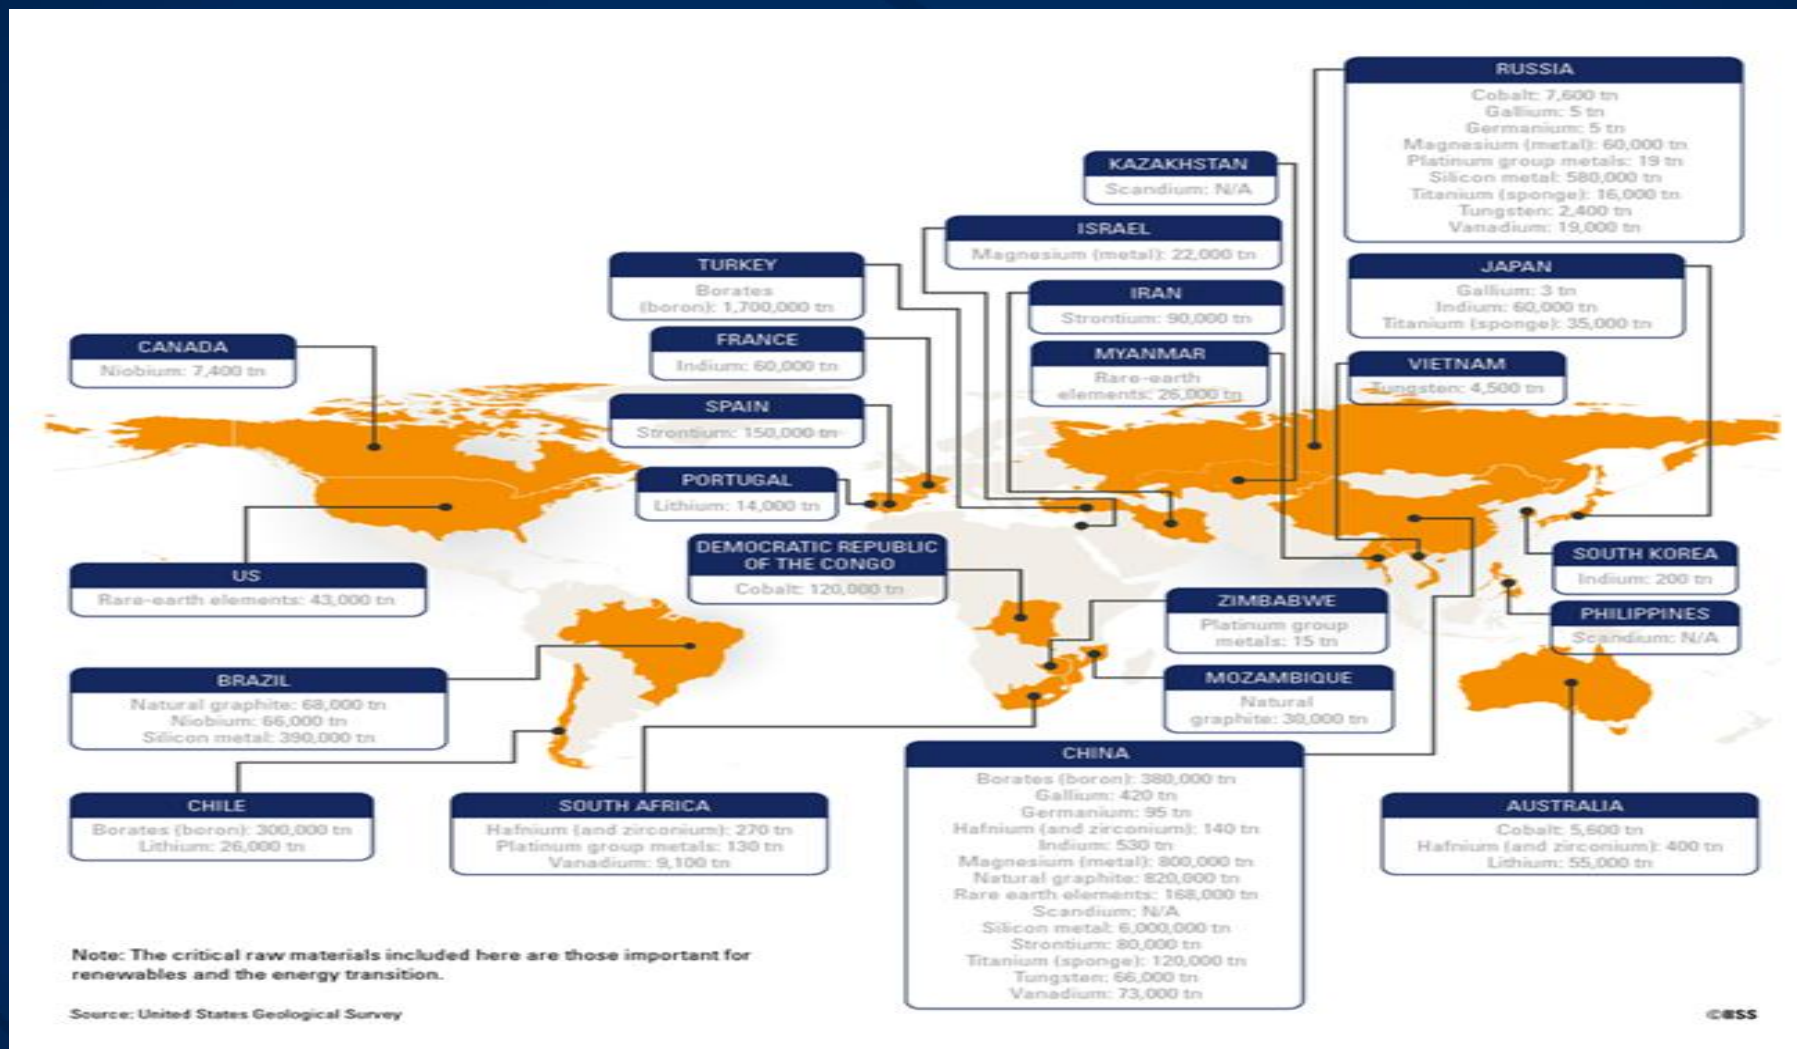 RUSSIA
Cobalt: 7,600 tn
Gallium: 5 tn
Germanium: 5 tn
Magnesium (metal): 60,000 tn
Platinum group metals: 19 tn
Silicon metal: 580,000 tn
Titanium (sponge): 16,000 tn
Tungsten: 2,400 tn
Vanadium: 19,000 tn
KAZAKHSTAN
Scandium: N/A
ISRAEL
Magnesium (metal): 22,000 tn
TURKEY
Borates
(boron): 1,700,000 tn
IRAN
Strontium: 90,000 tn
JAPAN
Gallium: 3 tn
Indium: 60,000 tn
Titanium (sponge): 35,000 tn
CANADA
Niobium: 7,400 tn
FRANCE
Indium: 60,000 tn
MYANMAR
Rare-earth
elements: 26,000 tn
VIETNAM
Tungsten: 4,500 tn
SPAIN
Strontium: 150,000 tn
PORTUGAL
Lithium: 14,000 tn
DEMOCRATIC REPUBLIC
OF THE CONGO
Cobalt: 120,000 tn
SOUTH KOREA
Indium: 200 tn
US
Rare-earth elements: 43,000 tn
ZIMBABWE
Platinum group
metals: 15 tn
PHILIPPINES
Scandium: N/A
BRAZIL
Natural graphite: 68,000 tn
Niobium: 66,000 tn
Silicon metal: 390,000 tn
MOZAMBIQUE
Natural
graphite: 30,000 tn
CHINA
Borates (boron): 380,000 tn
Gallium: 420 tn
Germanium: 95 tn
Hafnium (and zirconium): 140 tn
Indium: 530 tn
Magnesium (metal): 800,000 tn
Natural graphite: 820,000 tn
Rare earth elements: 168,000 tn
Scandium: N/A
Silicon metal: 6,000,000 tn
Strontium: 80,000 tn
Titanium (sponge): 120,000 tn
Tungsten: 66,000 tn
Vanadium: 73,000 tn
CHILE
Borates (boron): 300,000 tn
Lithium: 26,000 tn
SOUTH AFRICA
Hafnium (and zirconium): 270 tn
Platinum group metals: 130 tn
Vanadium: 9,100 tn
AUSTRALIA
Cobalt: 5,600 tn
Hafnium (and zirconium): 400 tn
Lithium: 55,000 tn
Note: The critical raw materials included here are those important for
renewables and the energy transition.
Source: United States Geological Survey